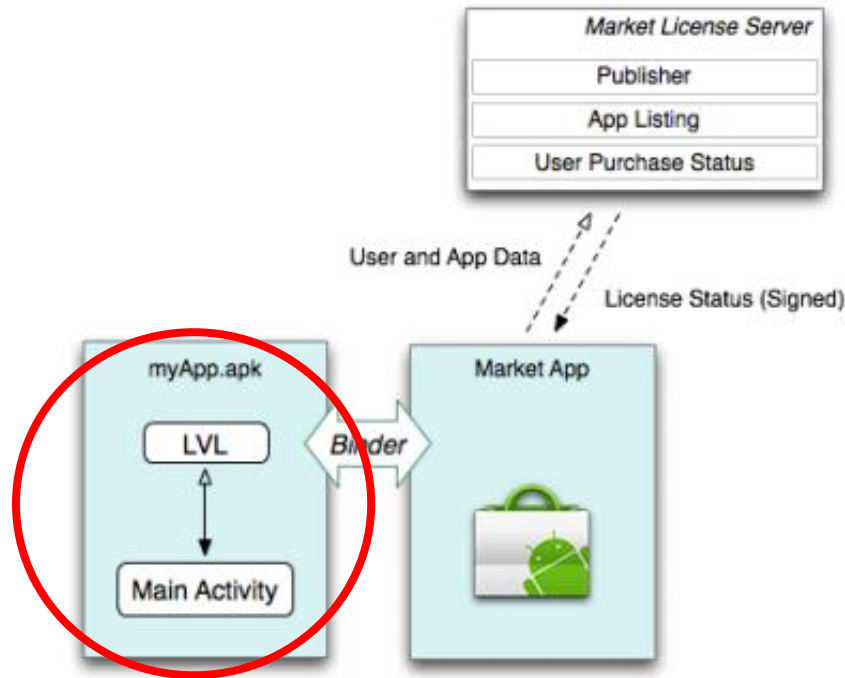 Market License Server
Publisher
App Listing
User Purchase Status
User and App Data
License Status (Signed)
myApp.apk
Market App
LVL
Binder
Main Activity